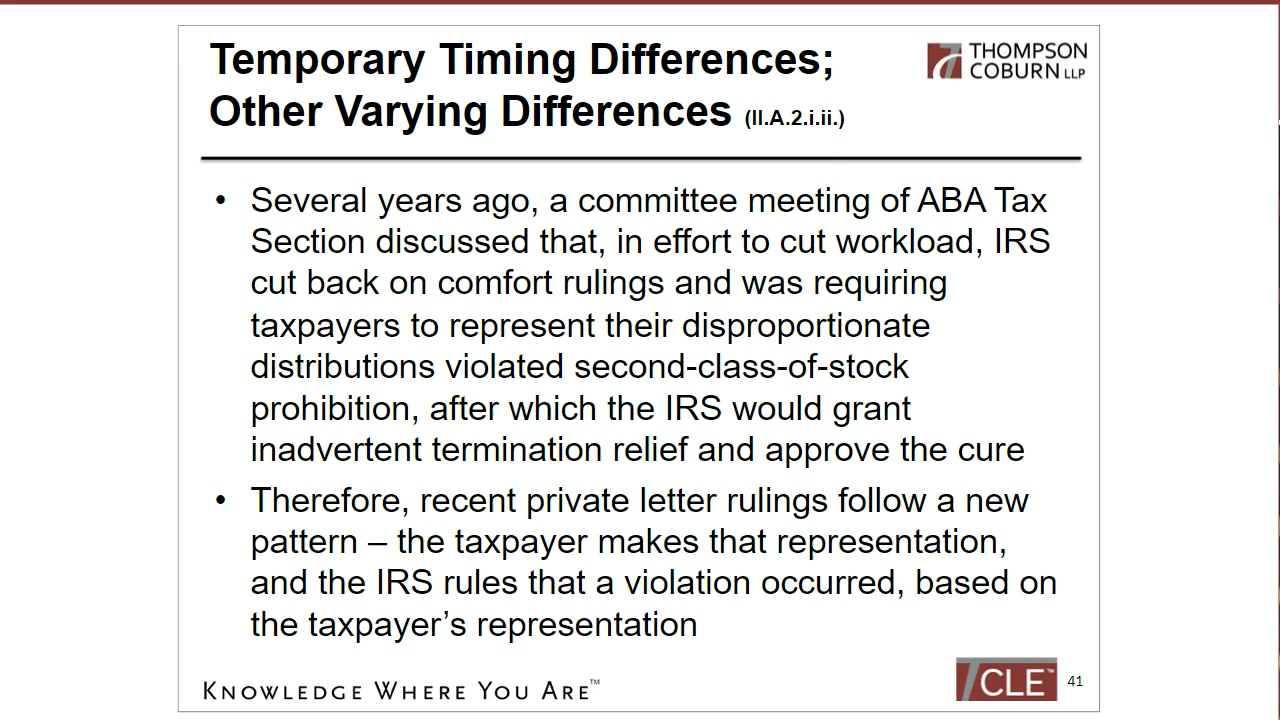 Temporary Timing Differences;
Other Varying Differences (II.A.2.i.ii.)
THOMPSON
COBURN LLP
• Several years ago, a committee meeting of ABA Tax
Section discussed that, in effort to cut workload, IRS
cut back on comfort rulings and was requiring
taxpayers to represent their disproportionate
distributions violated second-class-of-stock
prohibition, after which the IRS would grant
inadvertent termination relief and approve the cure
• Therefore, recent private letter rulings follow a new
pattern – the taxpayer makes that representation,
and the IRS rules that a violation occurred, based on
the taxpayer’s representation
KNOWLEDGE WHERE YOU ARE™
CLE™
41